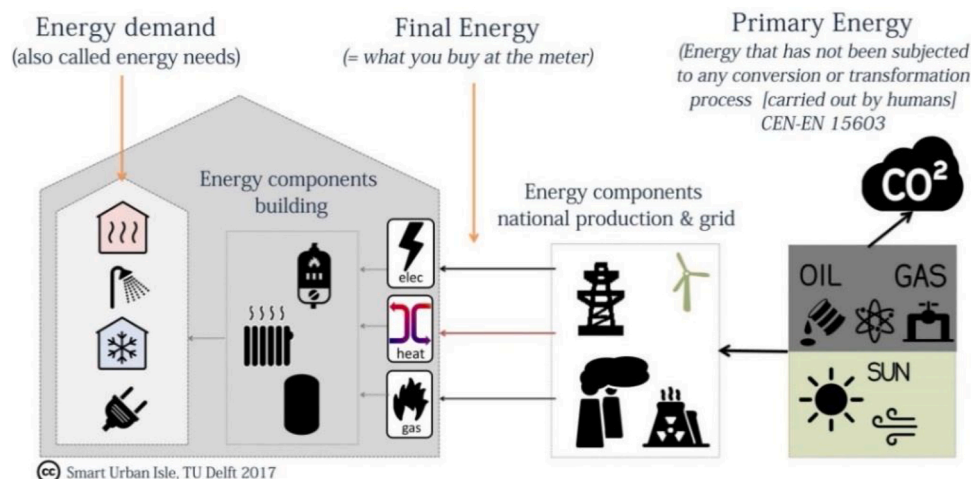 Energy demand
(also called energy needs)
Final Energy
(= what you buy at the meter)
Primary Energy
(Energy that has not been subjected
to any conversion or transformation
process [carried out by humans]
CEN-EN 15603
Energy components
building
Energy components
national production & grid
CO²
elec
heat
gas
OIL
GAS
SUN
cc Smart Urban Isle, TU Delft 2017